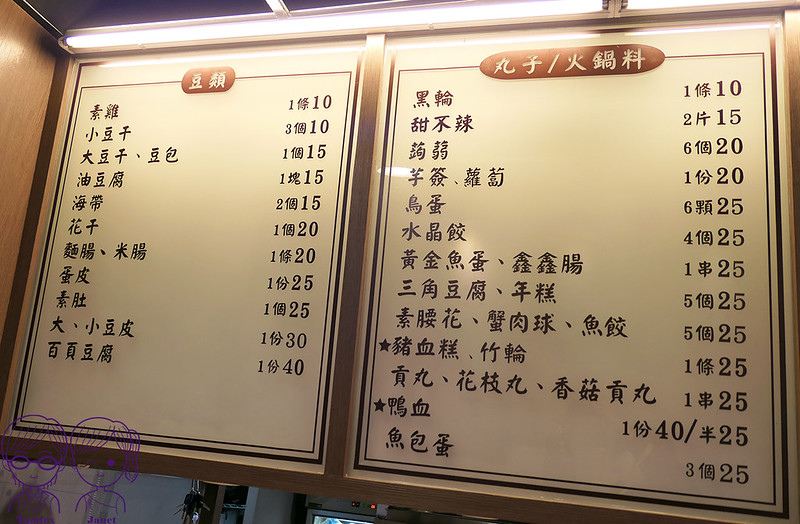 豆類
素雞 1條10
小豆干 3個10
大豆干、豆包 1個15
油豆腐 1塊15
海帶 2個15
花干 1個20
麵腸、米腸 1條20
蛋皮 1份25
素肚 1個25
大、小豆皮 1份30
百頁豆腐 1份40
丸子/火鍋料
黑輪 1條10
甜不辣 2片15
蒟蒻 6個20
芋簽、蘿蔔 1份20
鳥蛋 6顆25
水晶餃 4個25
黃金魚蛋、鑫鑫腸 1串25
三角豆腐、年糕 5個25
素腰花、蟹肉球、魚餃 5個25
★豬血糕、竹輪 1條25
貢丸、花枝丸、香菇貢丸 1串25
★鴨血 1份40/半25
魚包蛋 3個25
Janet